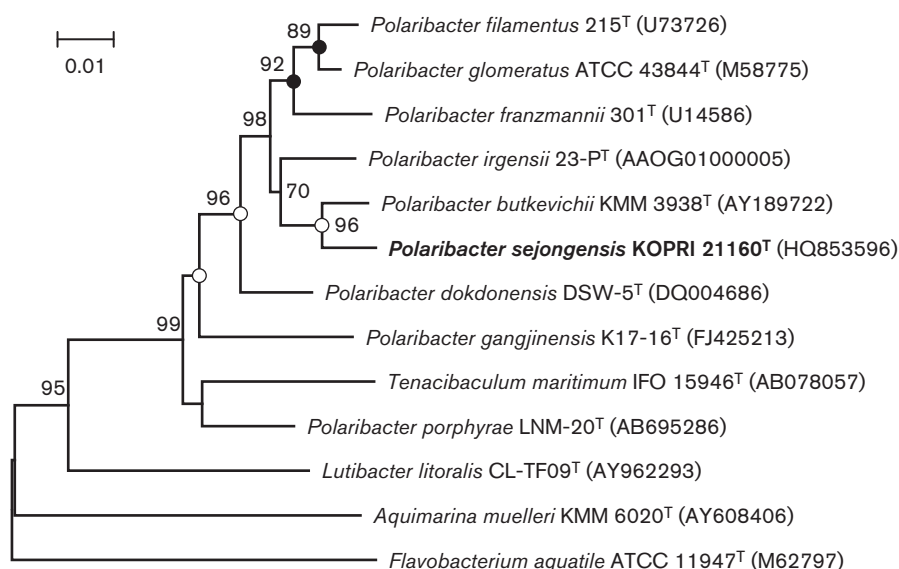 89
Polaribacter filamentus 215ᵀ (U73726)
0.01
92
Polaribacter glomeratus ATCC 43844ᵀ (M58775)
98
Polaribacter franzmannii 301ᵀ (U14586)
Polaribacter irgensii 23-Pᵀ (AAOG01000005)
96
70
Polaribacter butkevichii KMM 3938ᵀ (AY189722)
96
Polaribacter sejongensis KOPRI 21160ᵀ (HQ853596)
Polaribacter dokdonensis DSW-5ᵀ (DQ004686)
99
Polaribacter gangjinensis K17-16ᵀ (FJ425213)
95
Tenacibaculum maritimum IFO 15946ᵀ (AB078057)
Polaribacter porphyrae LNM-20ᵀ (AB695286)
Lutibacter litoralis CL-TF09ᵀ (AY962293)
Aquimarina muelleri KMM 6020ᵀ (AY608406)
Flavobacterium aquatile ATCC 11947ᵀ (M62797)